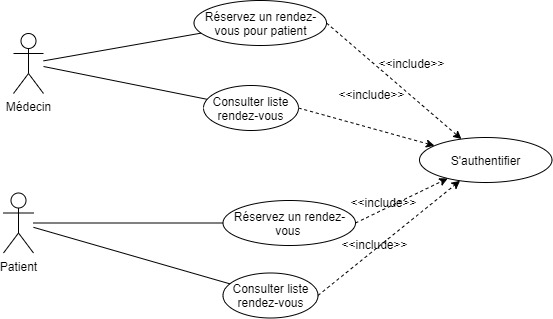 Réservez un rendez-
vous pour patient
<<include>>
Médecin
Consulter liste
rendez-vous
<<include>>
S'authentifier
Réservez un rendez-
vous
<<include>>
Patient
<<include>>
Consulter liste
rendez-vous